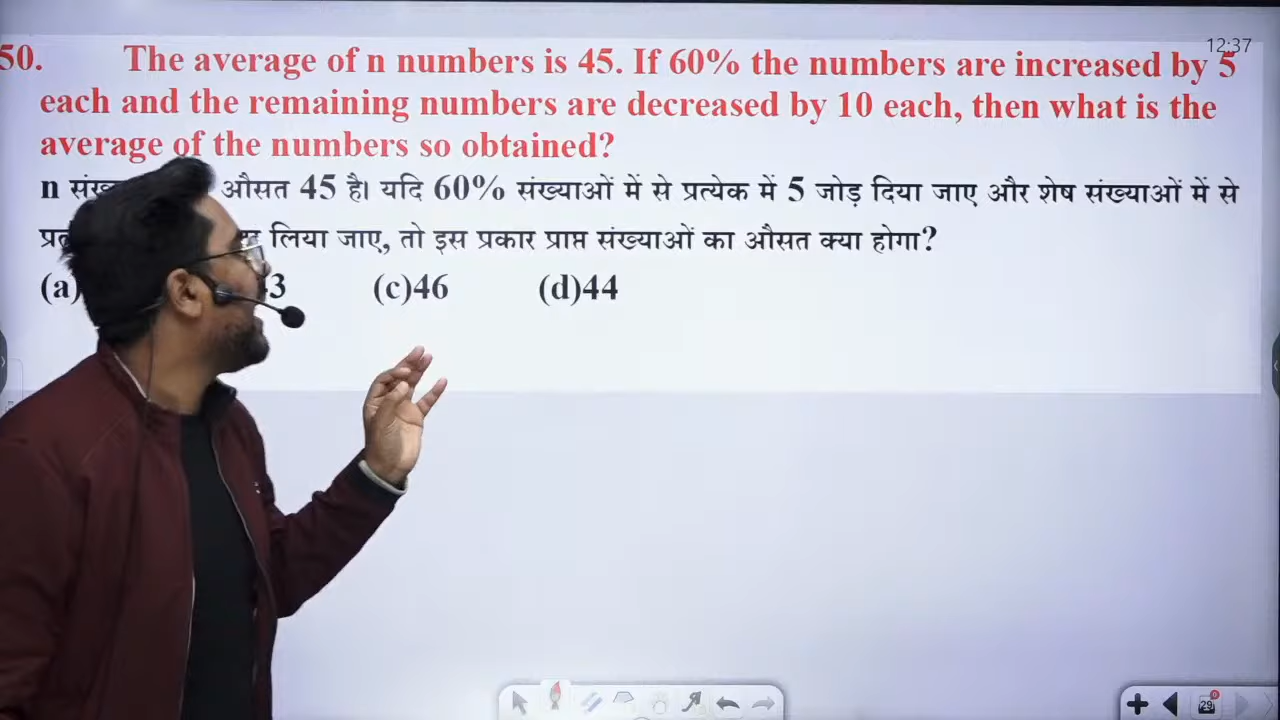 12:37
50. The average of n numbers is 45. If 60% the numbers are increased by 5
each and the remaining numbers are decreased by 10 each, then what is the
average of the numbers so obtained?
n औसत 45 है। यदि 60% संख्याओं में से प्रत्येक में 5 जोड़ दिया जाए और शेष संख्याओं में से
लिया जाए, तो इस प्रकार प्राप्त संख्याओं का औसत क्या होगा?
(a) 3 (c)46 (d)44
29